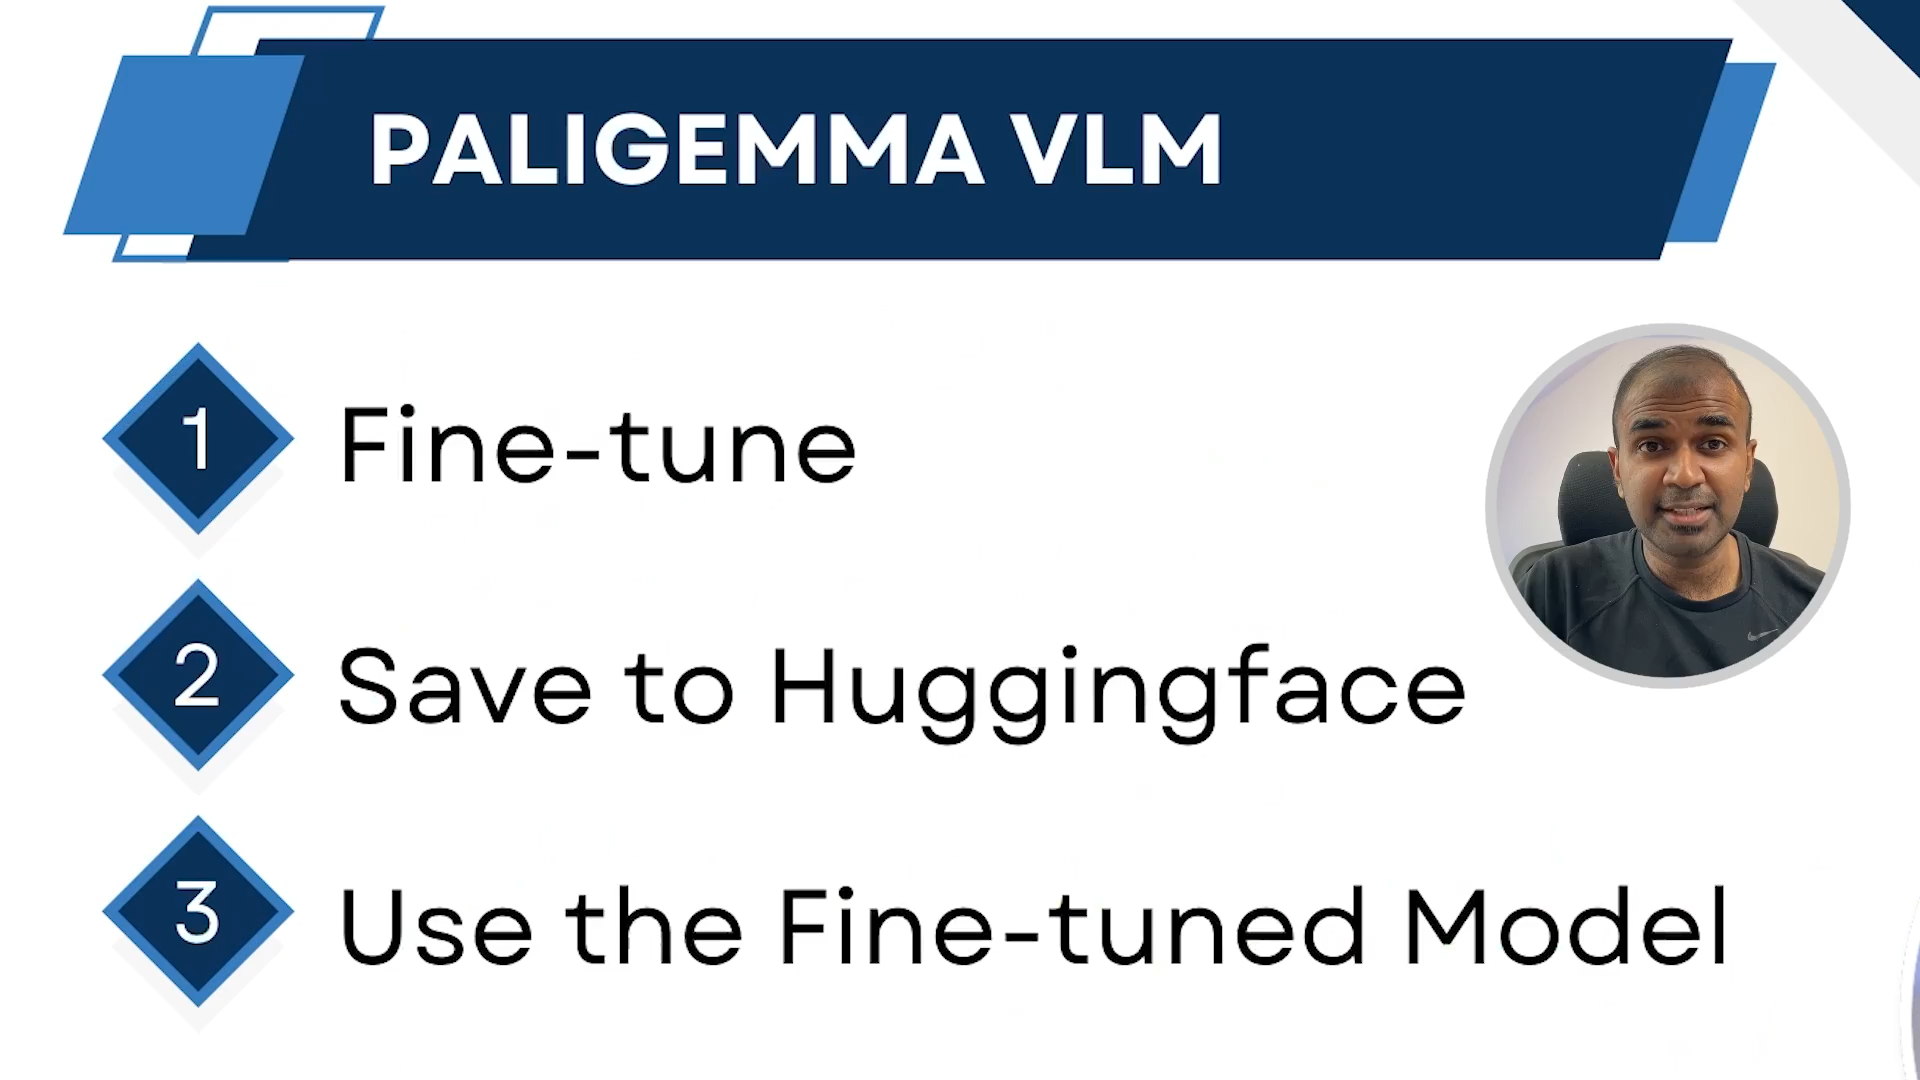 PALIGEMMA VLM
1 Fine-tune
2 Save to Huggingface
3 Use the Fine-tuned Model